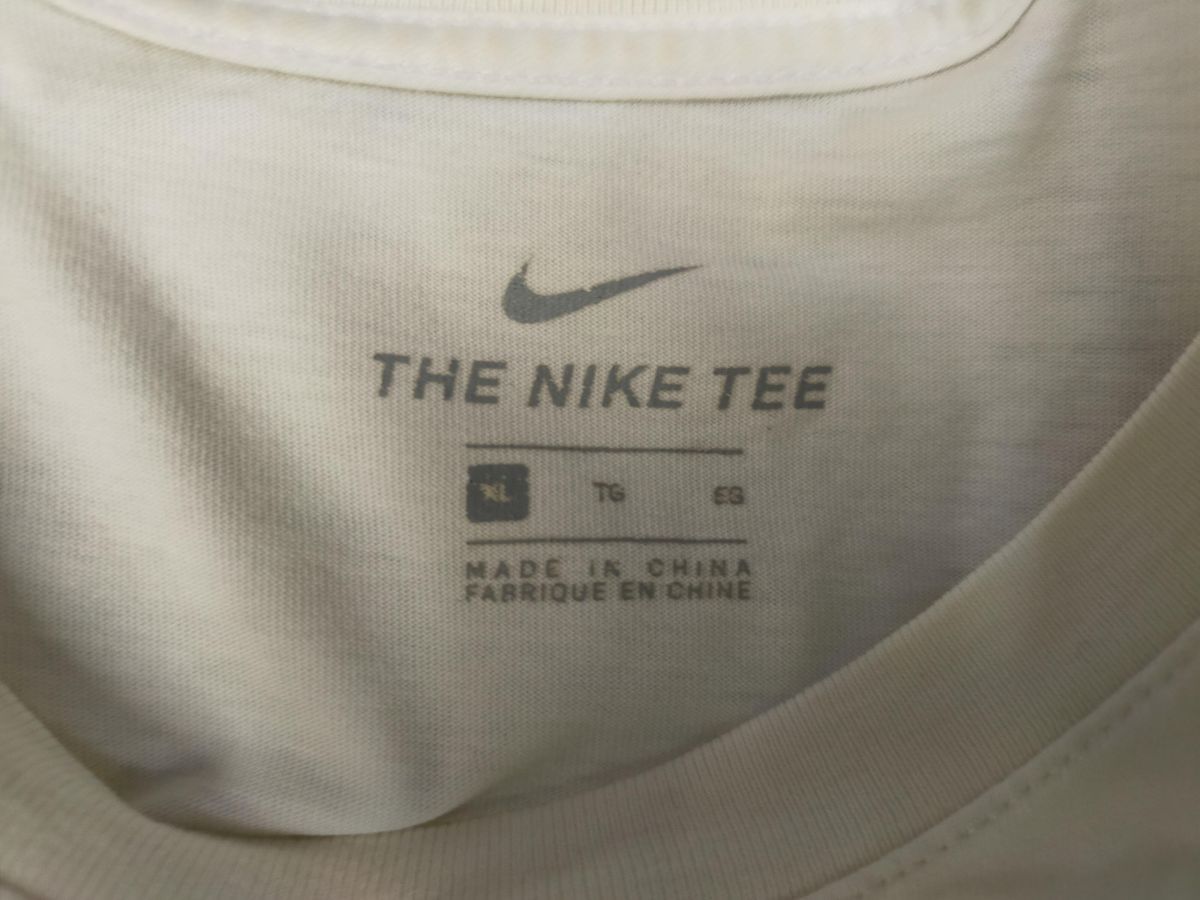 THE NIKE TEE
XL TG EG
MADE IN CHINA
FABRIQUE EN CHINE